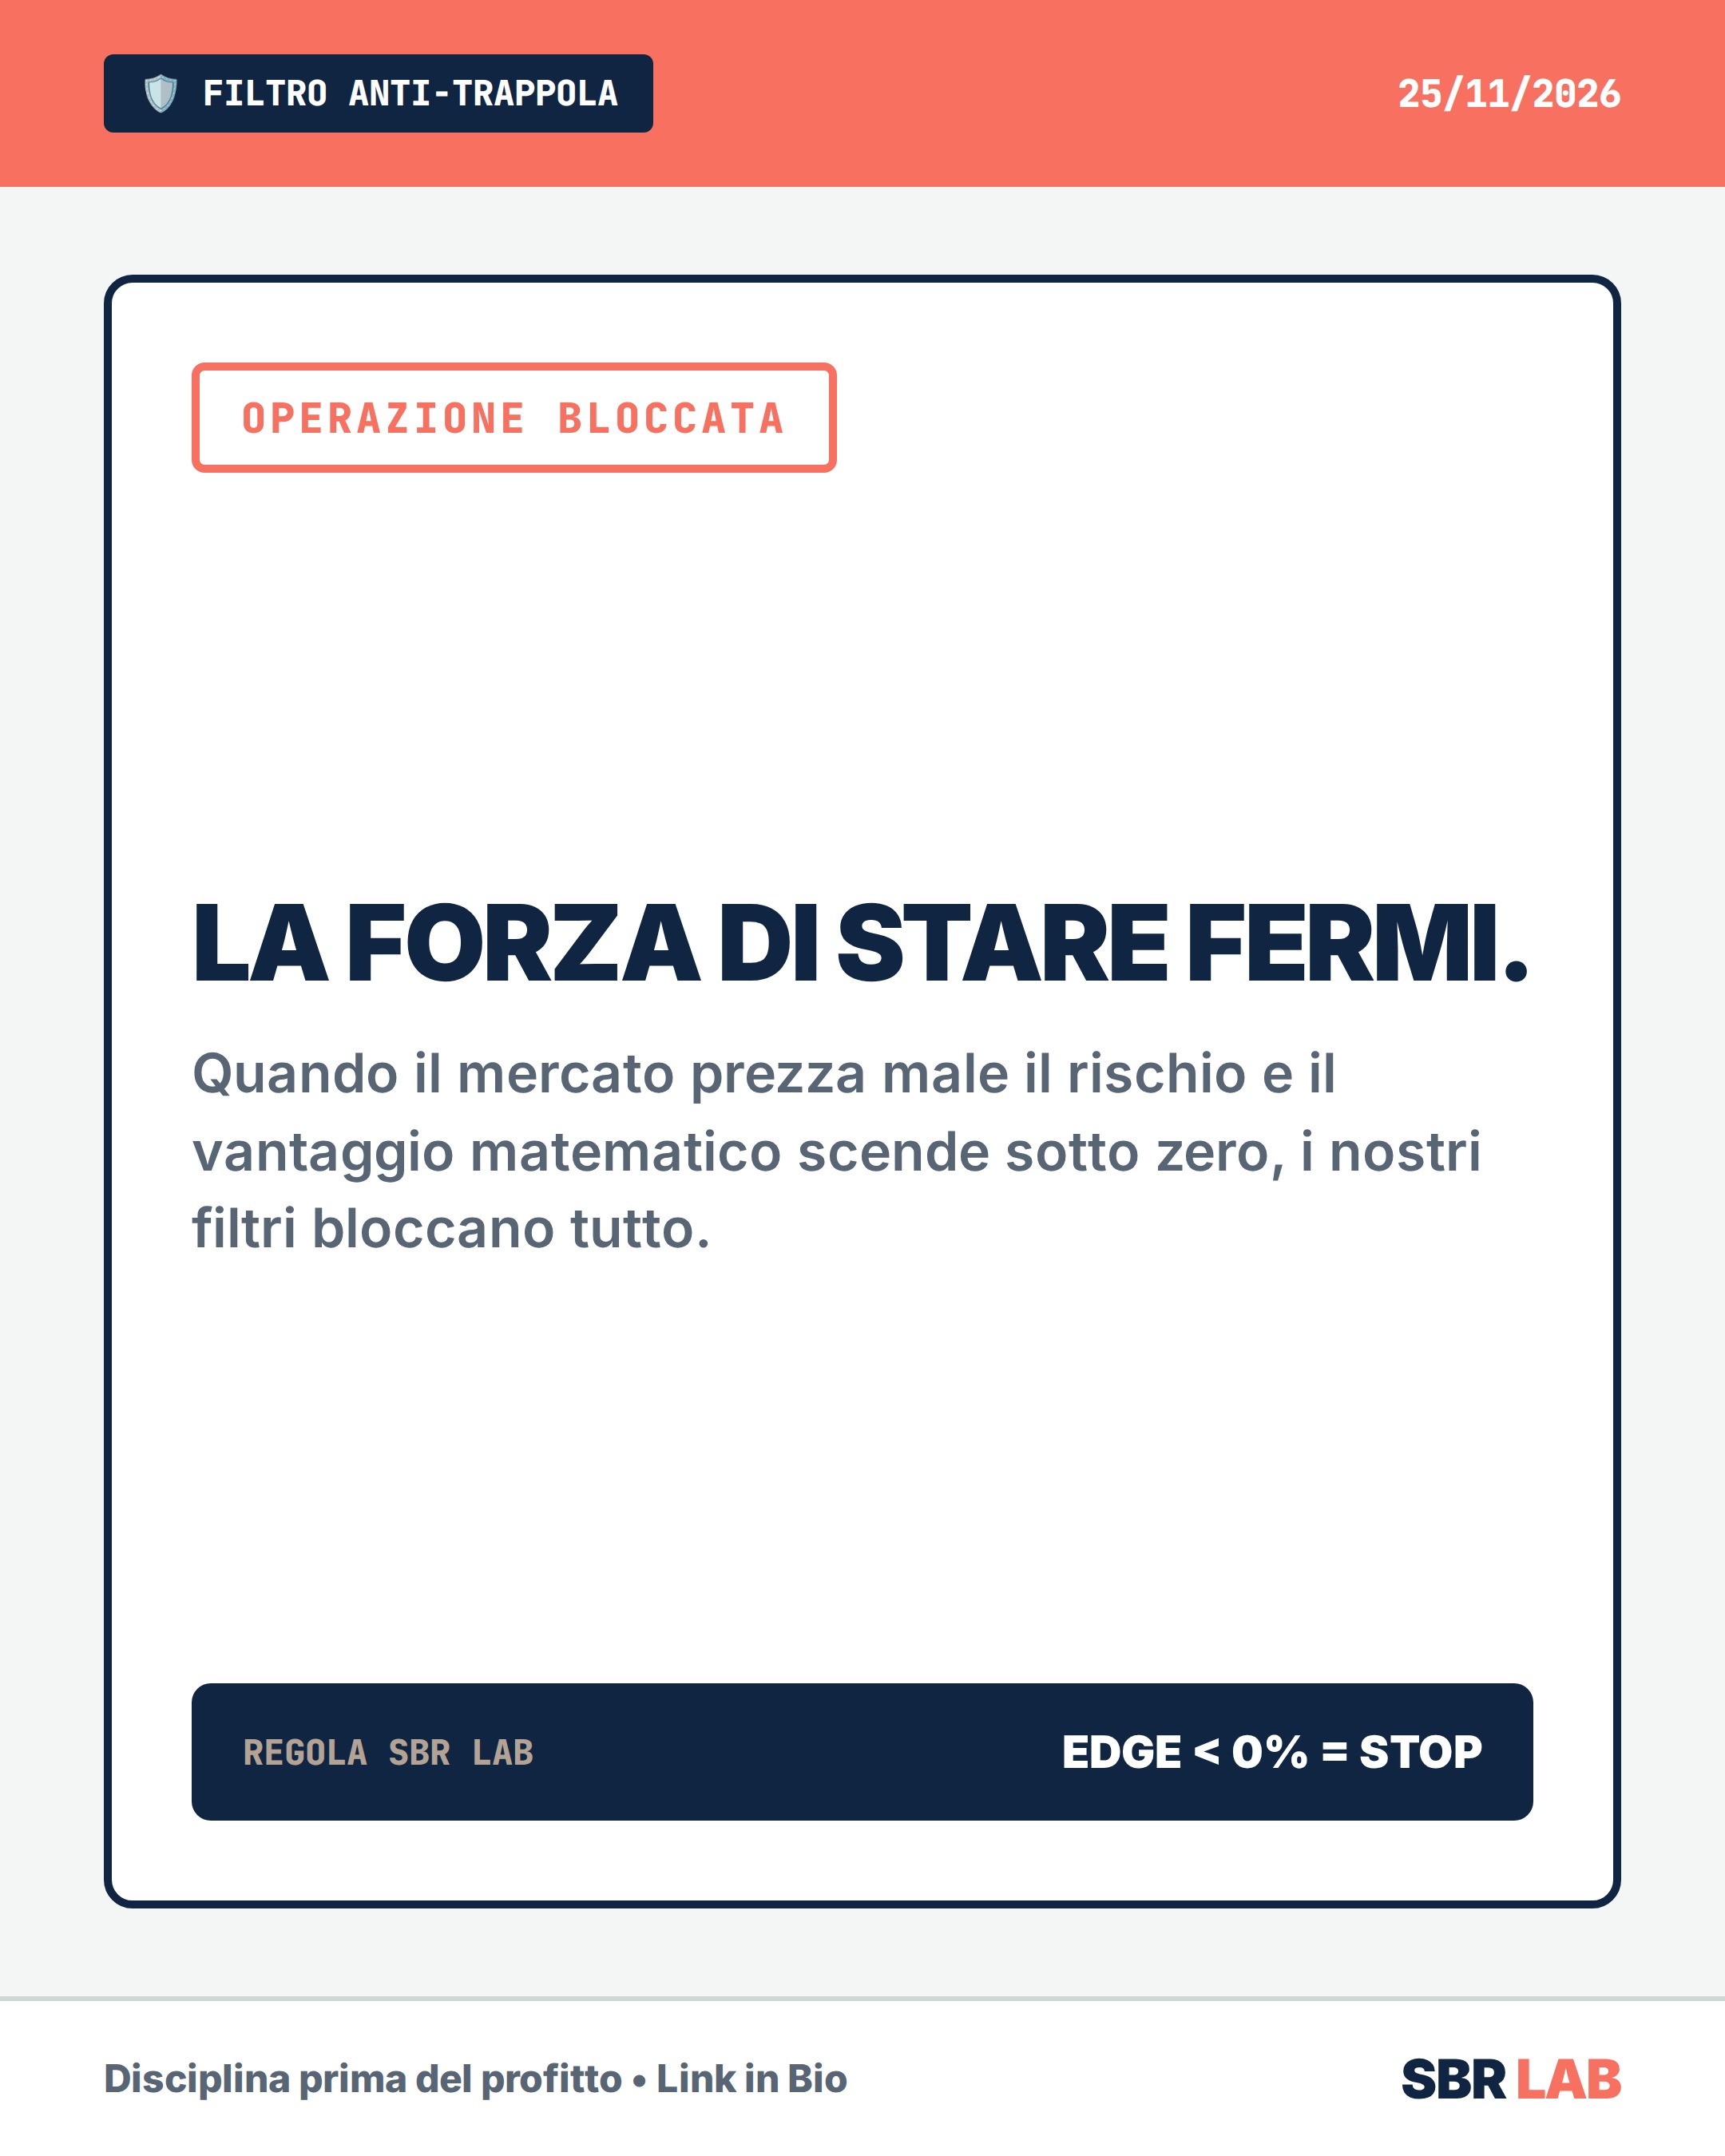 🛡️ FILTRO ANTI-TRAPPOLA
25/11/2026
OPERAZIONE BLOCCATA
LA FORZA DI STARE FERMI.
Quando il mercato prezza male il rischio e il
vantaggio matematico scende sotto zero, i nostri
filtri bloccano tutto.
REGOLA SBR LAB
EDGE < 0% = STOP
Disciplina prima del profitto • Link in Bio
SBR LAB